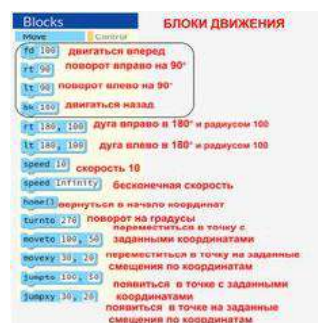 Blocks
БЛОКИ ДВИЖЕНИЯ
Move Control
fd 100 двигаться вперед
rt 90 поворот вправо на 90°
lt 90 поворот влево на 90°
bk 100 двигаться назад
rt 180, 100 дуга вправо в 180° и радиусом 100
lt 180, 100 дуга влево в 180° и радиусом 100
speed 10 скорость 10
speed Infinity бесконечная скорость
home() вернуться в начало координат
turnto 270 поворот на градусы
переместиться в точку с
moveto 100, 50 заданными координатами
movexy 30, 20 переместиться в точку на заданные
смещения по координатам
jumpto 100, 50
появиться в точке с заданными
jumpxy 30, 20 координатами
появиться в точке на заданные
смещения по координатам